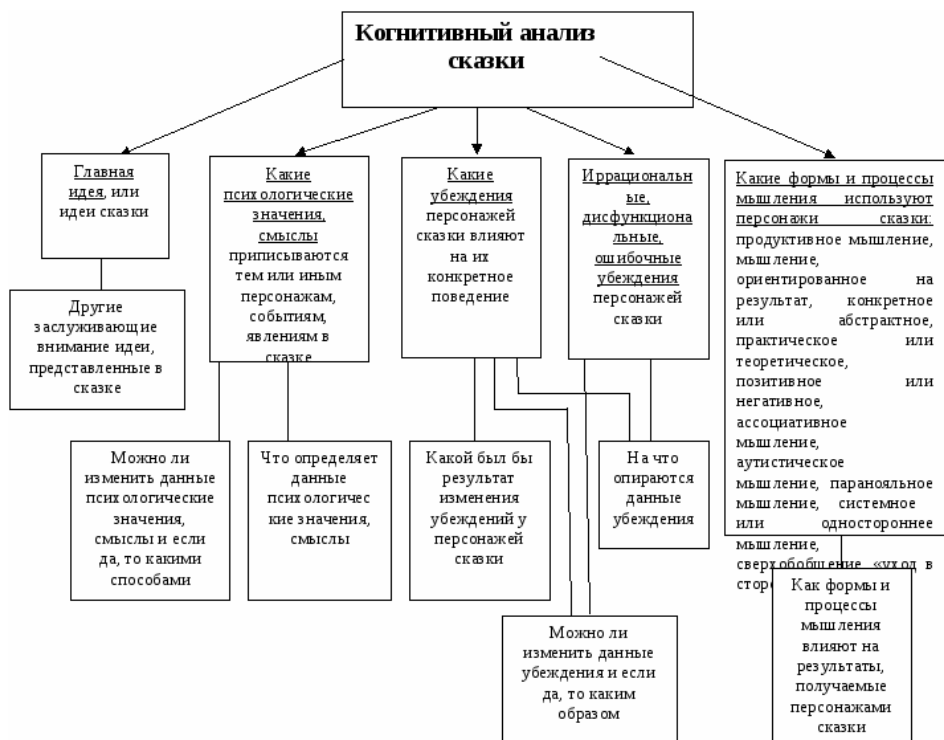 Когнитивный анализ
сказки
Главная
идея, или
идеи сказки
Другие
заслуживающие
внимание идеи,
представленные в
сказке
Какие
психологические
значения,
смыслы
приписываются
тем или иным
персонажам,
событиям,
явлениям в
сказке
Можно ли
изменить данные
психологические
значения,
смыслы и если
да, то какими
способами
Что определяет
данные
психологичес
кие значения,
смыслы
Какие
убеждения
персонажей
сказки влияют
на их
конкретное
поведение
Какой был бы
результат
изменения
убеждений у
персонажей
сказки
Иррациональн
ые,
дисфункциона
льные,
ошибочные
убеждения
персонажей
сказки
На что
опираются
данные
убеждения
Можно ли
изменить данные
убеждения и если
да, то каким
образом
Какие формы и процессы
мышления используют
персонажи сказки:
продуктивное мышление,
мышление,
ориентированное на
результат, конкретное
или абстрактное,
практическое или
теоретическое,
позитивное или
негативное,
ассоциативное
мышление,
аутистическое
мышление, паранояльное
мышление, системное
или одностороннее
мышление,
сверхобобщение «уход в
Как формы и
процессы
мышления
влияют на
результаты,
получаемые
персонажами
сказки